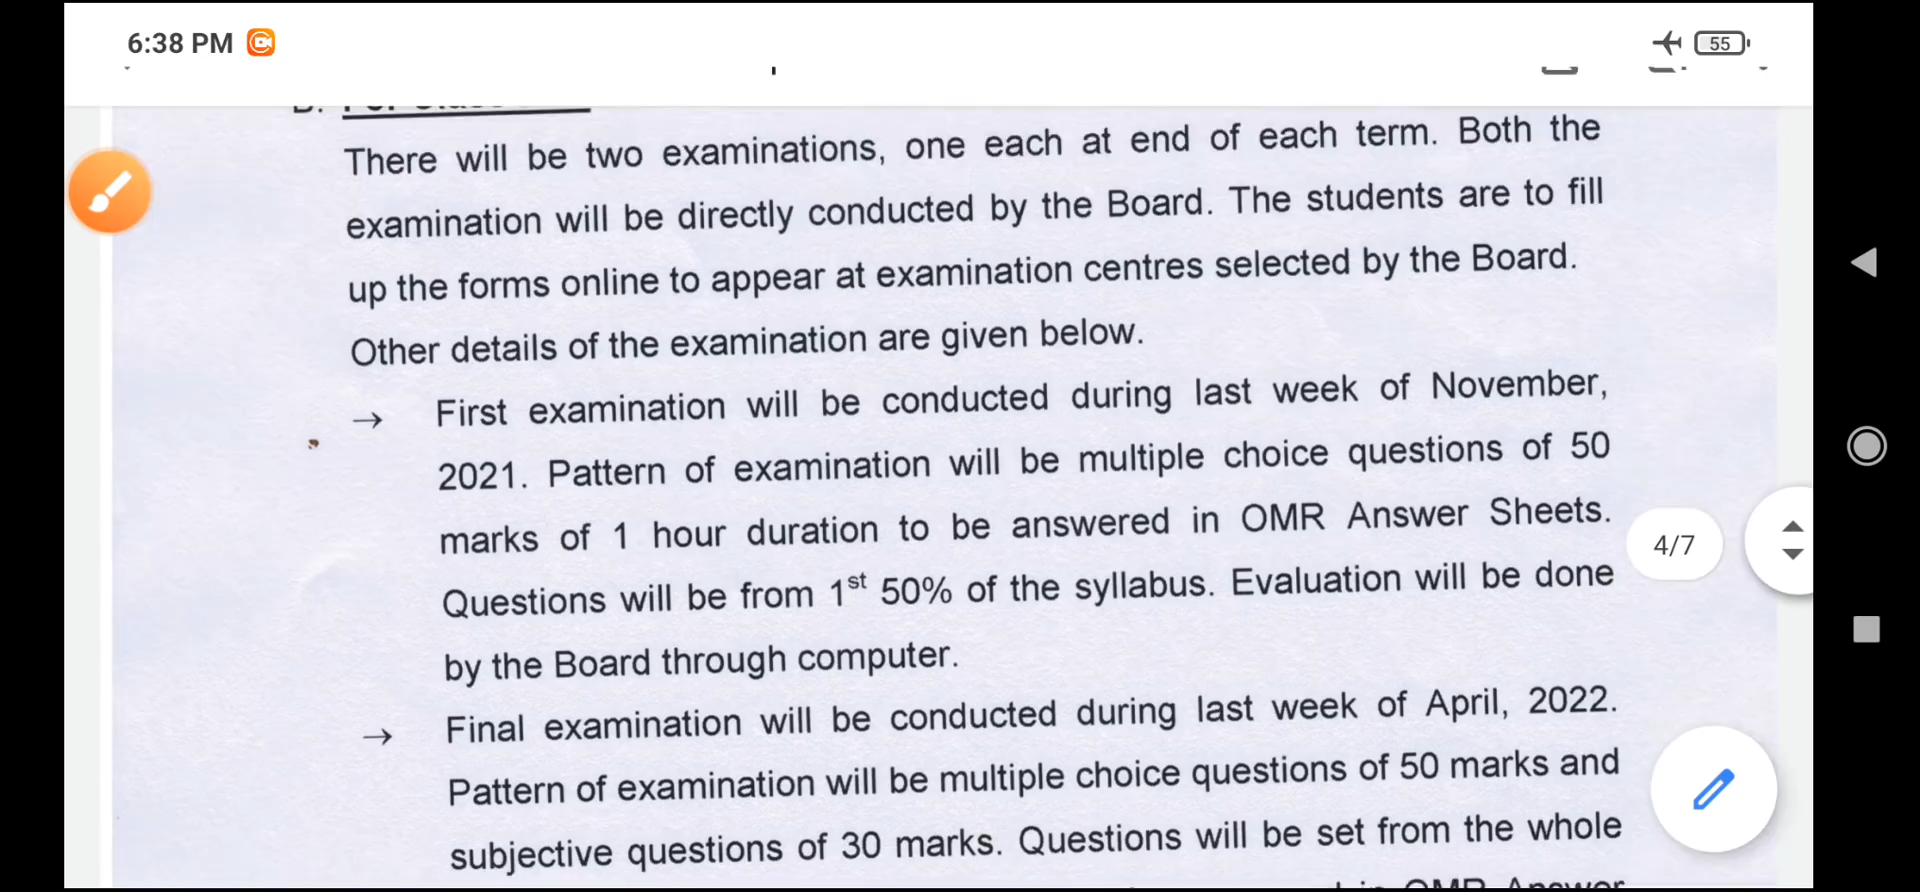 6:38 PM
55
There will be two examinations, one each at end of each term. Both the
examination will be directly conducted by the Board. The students are to fill
up the forms online to appear at examination centres selected by the Board.
Other details of the examination are given below.
→ First examination will be conducted during last week of November,
2021. Pattern of examination will be multiple choice questions of 50
marks of 1 hour duration to be answered in OMR Answer Sheets.
4/7
Questions will be from 1st 50% of the syllabus. Evaluation will be done
by the Board through computer.
→ Final examination will be conducted during last week of April, 2022.
Pattern of examination will be multiple choice questions of 50 marks and
subjective questions of 30 marks. Questions will be set from the whole